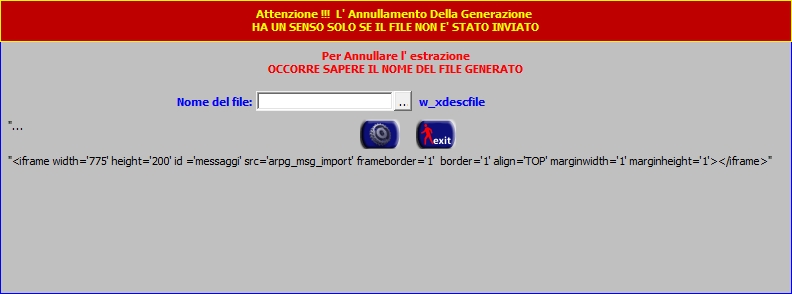 Attenzione !!!  L' Annullamento Della Generazione
HA UN SENSO SOLO SE IL FILE NON E' STATO INVIATO
Per Annullare l' estrazione
OCCORRE SAPERE IL NOME DEL FILE GENERATO
Nome del file: ... w_xdescfile
"...
exit
"<iframe width='775' height='200' id ='messaggi' src='arpg_msg_import' frameborder='1'  border='1' align='TOP' marginwidth='1' marginheight='1'></iframe>"